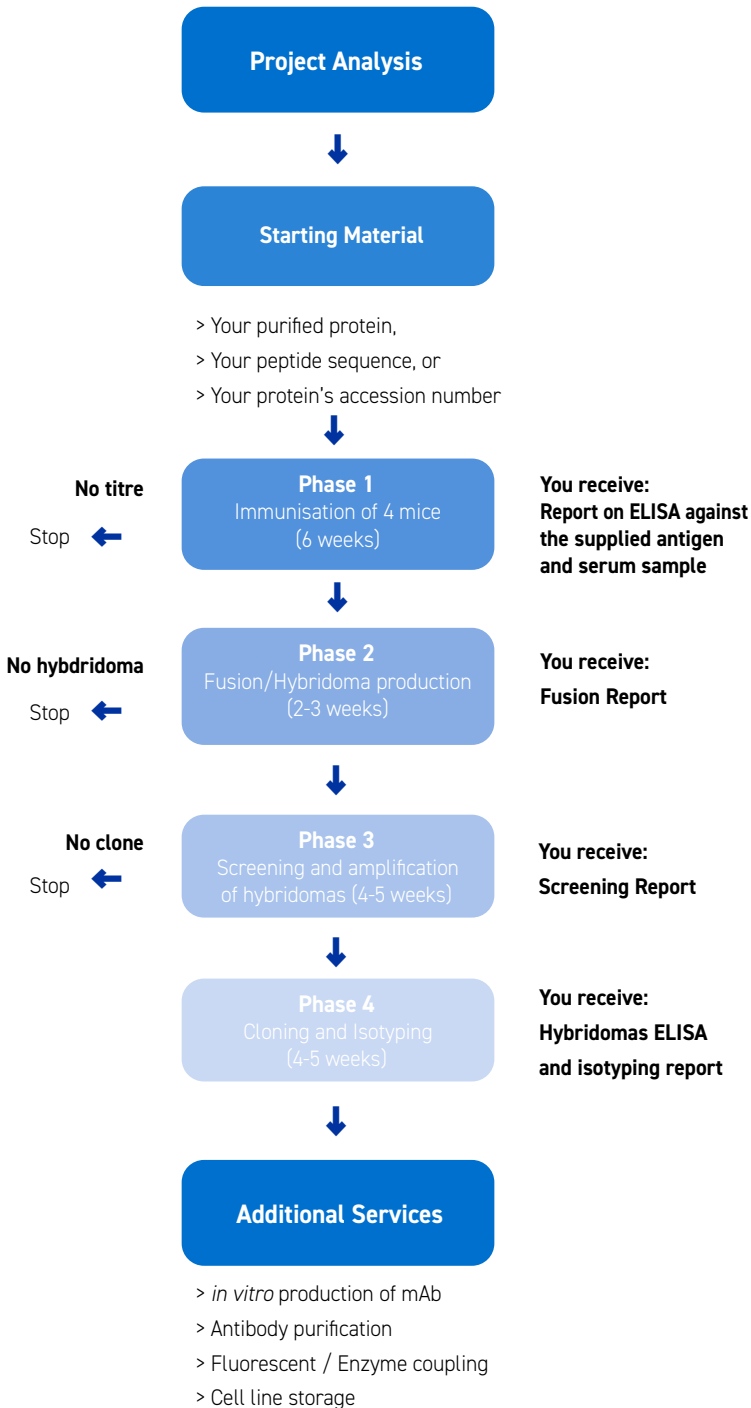 Project Analysis
Starting Material
> Your purified protein,
> Your peptide sequence, or
> Your protein's accession number
No titre
Stop
Phase 1
Immunisation of 4 mice
(6 weeks)
You receive:
Report on ELISA against
the supplied antigen
and serum sample
No hybdridoma
Stop
Phase 2
Fusion/Hybridoma production
(2-3 weeks)
You receive:
Fusion Report
No clone
Stop
Phase 3
Screening and amplification
of hybridomas (4-5 weeks)
You receive:
Screening Report
Phase 4
Cloning and Isotyping
(4-5 weeks)
You receive:
Hybridomas ELISA
and isotyping report
Additional Services
> in vitro production of mAb
> Antibody purification
> Fluorescent / Enzyme coupling
> Cell line storage